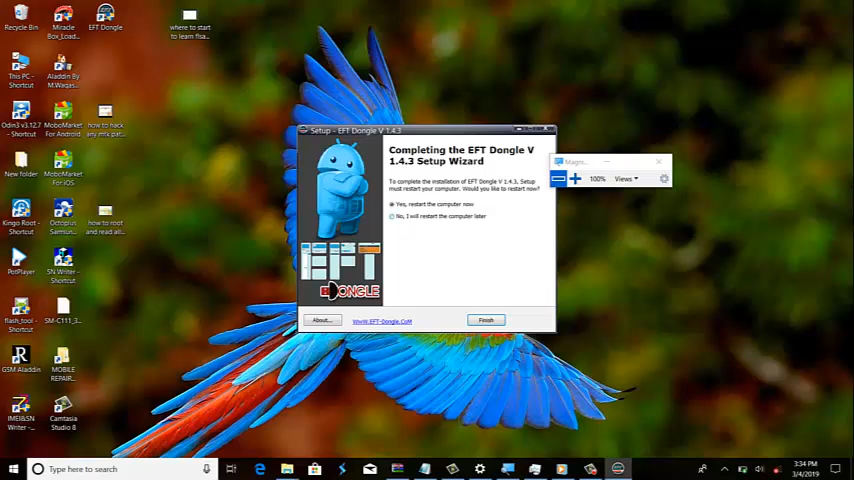 Recycle Bin
Miracle
Box_Load...
EFT Dongle
where to start
to learn flsa...
This PC -
Shortcut
Aladdin By
M.Waqas...
Odin3 v3.12.7
- Shortcut
MoboMarket
For Android
how to hack
any mtk pat...
New folder
MoboMarket
For iOS
Kingo Root -
Shortcut
Octoplus
Samsun...
how to root
and read all...
PotPlayer
SN.Writer -
Shortcut
flash_tool -
Shortcut
SM-C111_3...
GSM Aladdin
MOBILE
REPAIR...
IMEI&SN
Writer -...
Camtasia
Studio 8
Setup - EFT Dongle V 1.4.3
Completing the EFT Dongle V
1.4.3 Setup Wizard
To complete the installation of EFT Dongle V 1.4.3, Setup
must restart your computer. Would you like to restart now?
Yes, restart the computer now
No, I will restart the computer later
DONGLE
About...
WwW.EFT-Dongle.CoM
Finish
Magni...
100%
Views
Type here to search
3:34 PM
3/4/2019